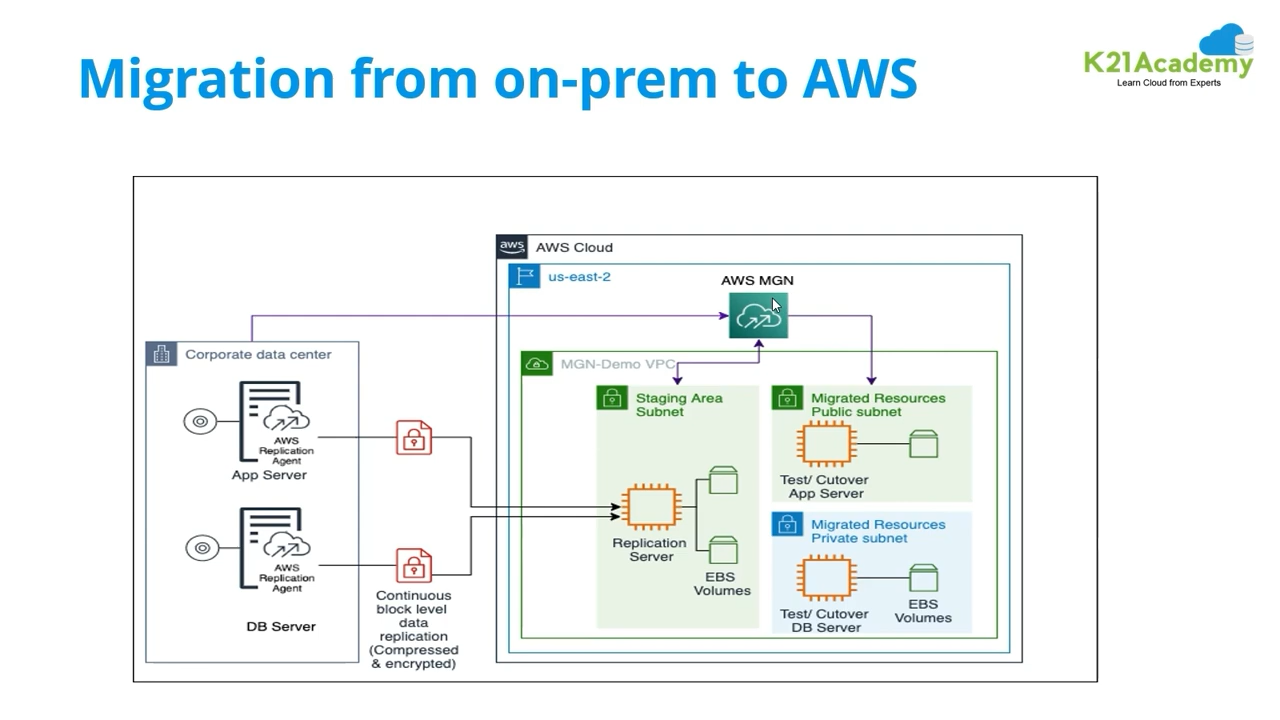 Migration from on-prem to AWS
K21Academy
Learn Cloud from Experts
aws
AWS Cloud
us-east-2
AWS MGN
Corporate data center
MGN-Demo VPC
AWS
Replication
Agent
App Server
AWS
Replication
Agent
DB Server
Continuous
block level
data
replication
(Compressed
& encrypted)
Staging Area
Subnet
Replication
Server
EBS
Volumes
Migrated Resources
Public subnet
Test/ Cutover
App Server
Migrated Resources
Private subnet
Test/ Cutover
DB Server
EBS
Volumes